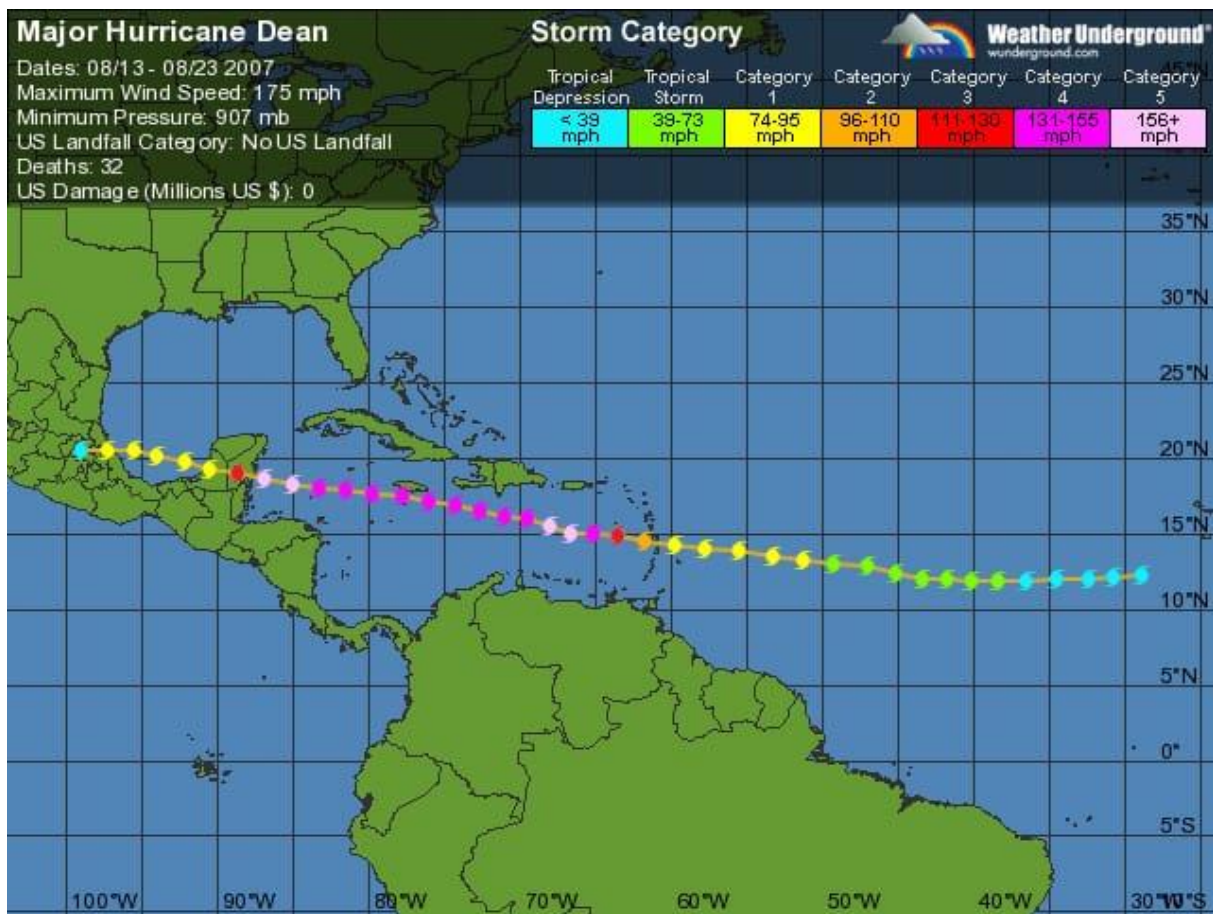 Major Hurricane Dean
Dates: 08/13 - 08/23 2007
Maximum Wind Speed: 175 mph
Minimum Pressure: 907 mb
US Landfall Category: No US Landfall
Deaths: 32
US Damage (Millions US $): 0
Storm Category
Weather Underground®
wunderground.com
Tropical Depression
< 39 mph
Tropical Storm
39-73 mph
Category 1
74-95 mph
Category 2
96-110 mph
Category 3
111-130 mph
Category 4
131-155 mph
Category 5
156+ mph
45°N
35°N
30°N
25°N
20°N
15°N
10°N
5°N
0°
5°S
100°W
90°W
80°W
70°W
60°W
50°W
40°W
30°W